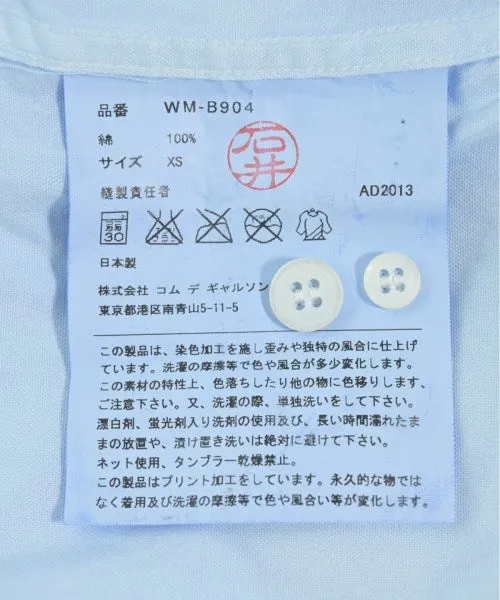 品番 WM-B904
綿 100%
サイズ XS
石井
縫製責任者 AD2013
30
日本製
株式会社 コム デ ギャルソン
東京都港区南青山5-11-5
この製品は、染色加工を施し歪みや独特の風合に仕上げ
ています。洗濯の摩擦等で色や風合が多少変化します。
この素材の特性上、色落ちしたり他の物に色移りします、
ご注意下さい。又、洗濯の際、単独洗いをして下さい。
漂白剤、蛍光剤入り洗剤の使用及び、長い時間濡れたま
まの放置や、漬け置き洗いは絶対に避けて下さい。
ネット使用、タンブラー乾燥禁止。
この製品はプリント加工をしています。永久的な物では
なく着用及び洗濯の摩擦等で色や風合い等が変化します。